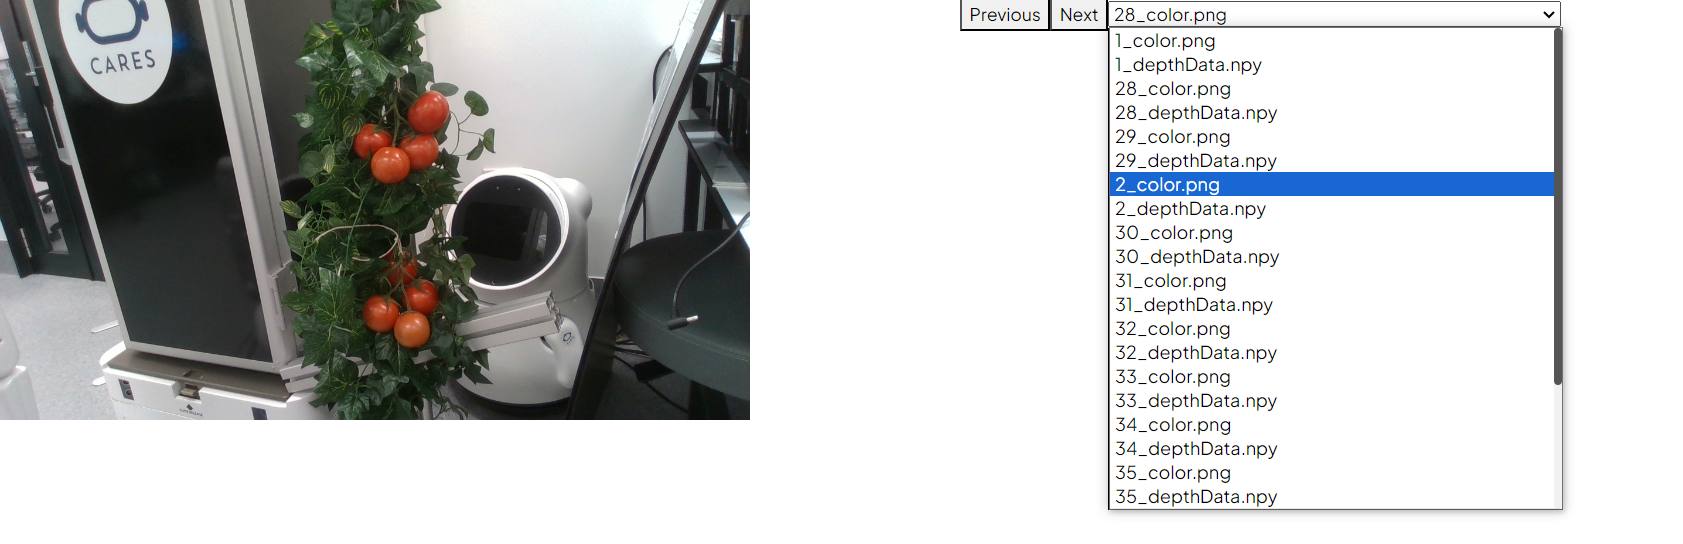 CARES
Previous
Next
28_color.png
1_color.png
1_depthData.npy
28_color.png
28_depthData.npy
29_color.png
29_depthData.npy
2_color.png
2_depthData.npy
30_color.png
30_depthData.npy
31_color.png
31_depthData.npy
32_color.png
32_depthData.npy
33_color.png
33_depthData.npy
34_color.png
34_depthData.npy
35_color.png
35_depthData.npy